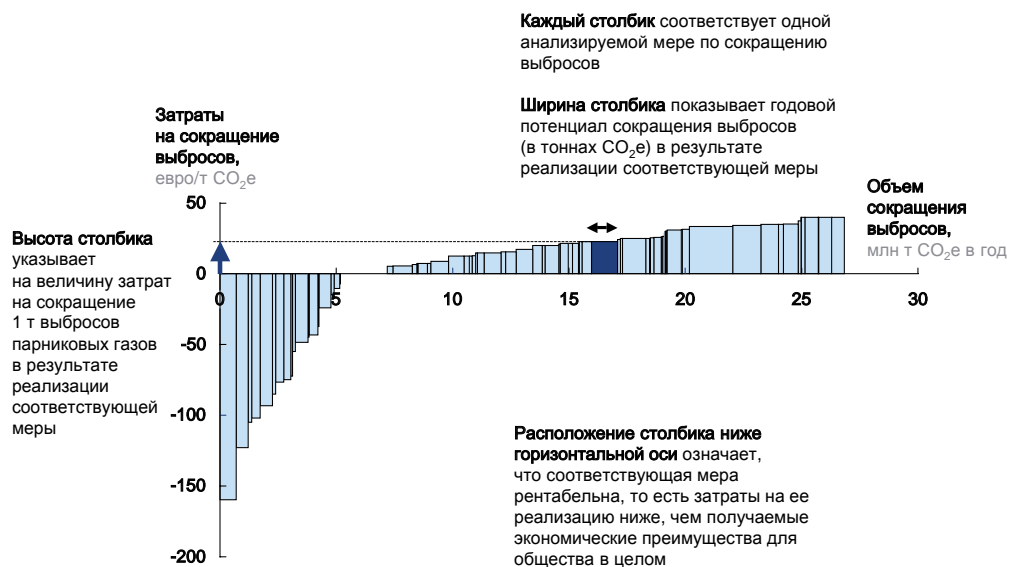 Каждый столбик соответствует одной
анализируемой мере по сокращению
выбросов
Ширина столбика показывает годовой
потенциал сокращения выбросов
(в тоннах CO₂e) в результате
реализации соответствующей меры
Затраты
на сокращение
выбросов,
евро/т CO₂e
Объем
сокращения
выбросов,
млн т CO₂e в год
Высота столбика
указывает
на величину затрат
на сокращение
1 т выбросов
парниковых газов
в результате
реализации
соответствующей
меры
50
0
-50
-100
-150
-200
0 5 10 15 20 25 30
Расположение столбика ниже
горизонтальной оси означает,
что соответствующая мера
рентабельна, то есть затраты на ее
реализацию ниже, чем получаемые
экономические преимущества для
общества в целом